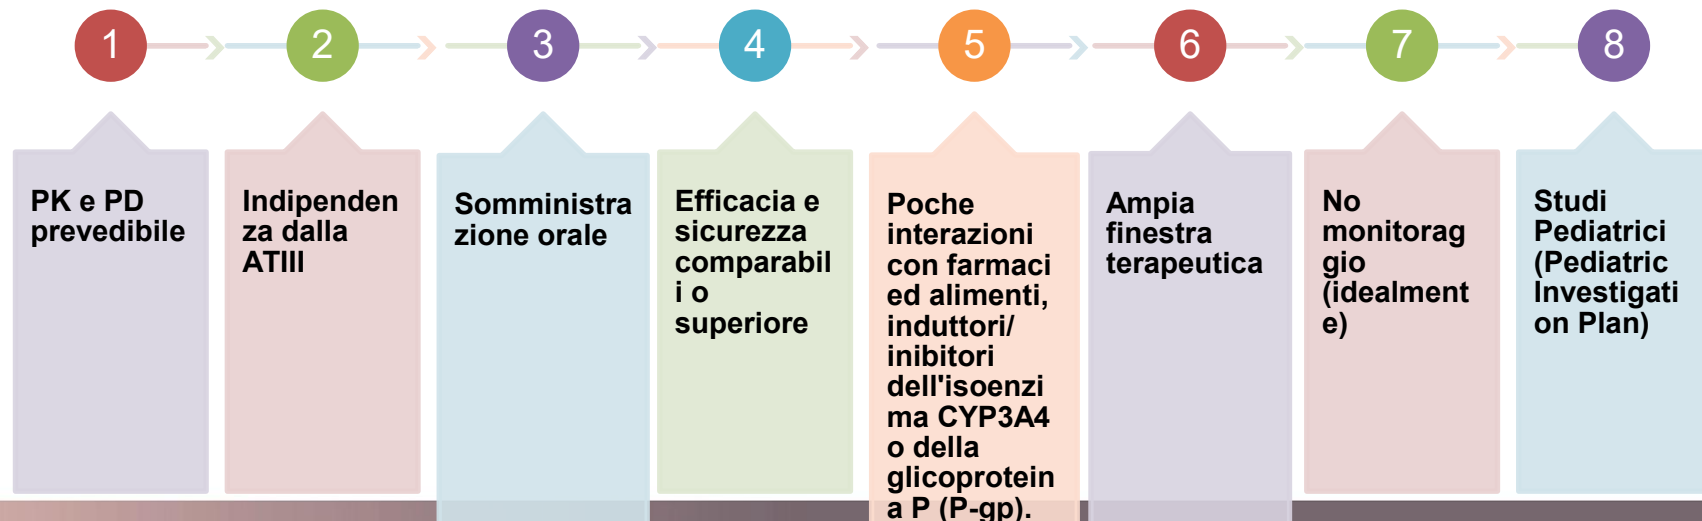 1
2
3
4
5
6
7
8
PK e PD
prevedibile
Indipenden
za dalla
ATIII
Somministra
zione orale
Efficacia e
sicurezza
comparabil
i o
superiore
Poche
interazioni
con farmaci
ed alimenti,
induttori/
inibitori
dell'isoenzi
ma CYP3A4
o della
glicoprotein
a P (P-gp).
Ampia
finestra
terapeutica
No
monitorag
gio
(idealment
e)
Studi
Pediatrici
(Pediatric
Investigati
on Plan)